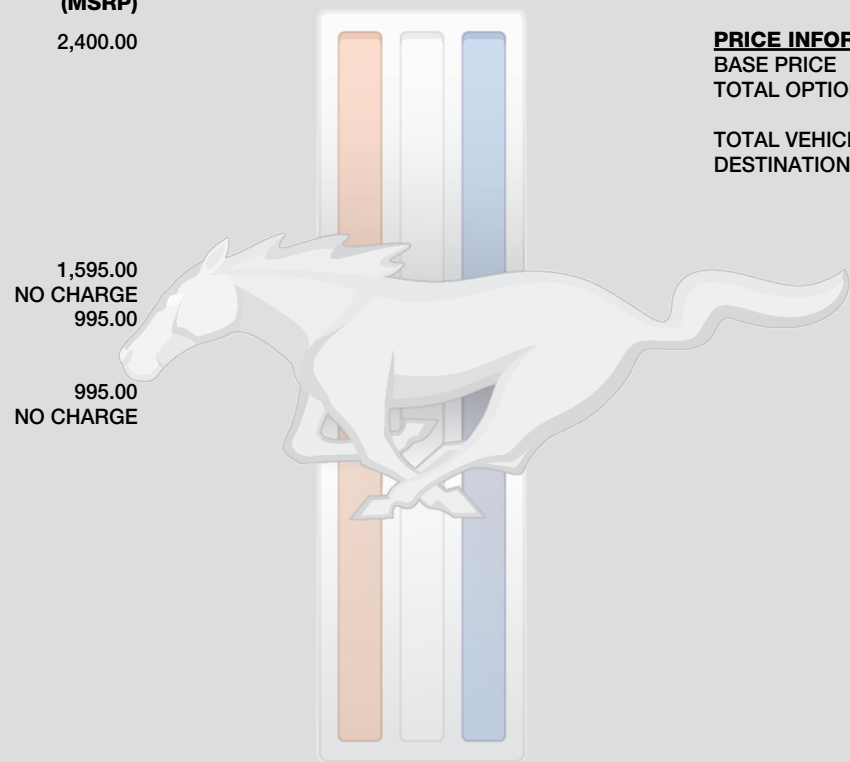 (MSRP)
2,400.00
1,595.00
NO CHARGE
995.00
995.00
NO CHARGE
PRICE INFOR
BASE PRICE
TOTAL OPTIO
TOTAL VEHICL
DESTINATION